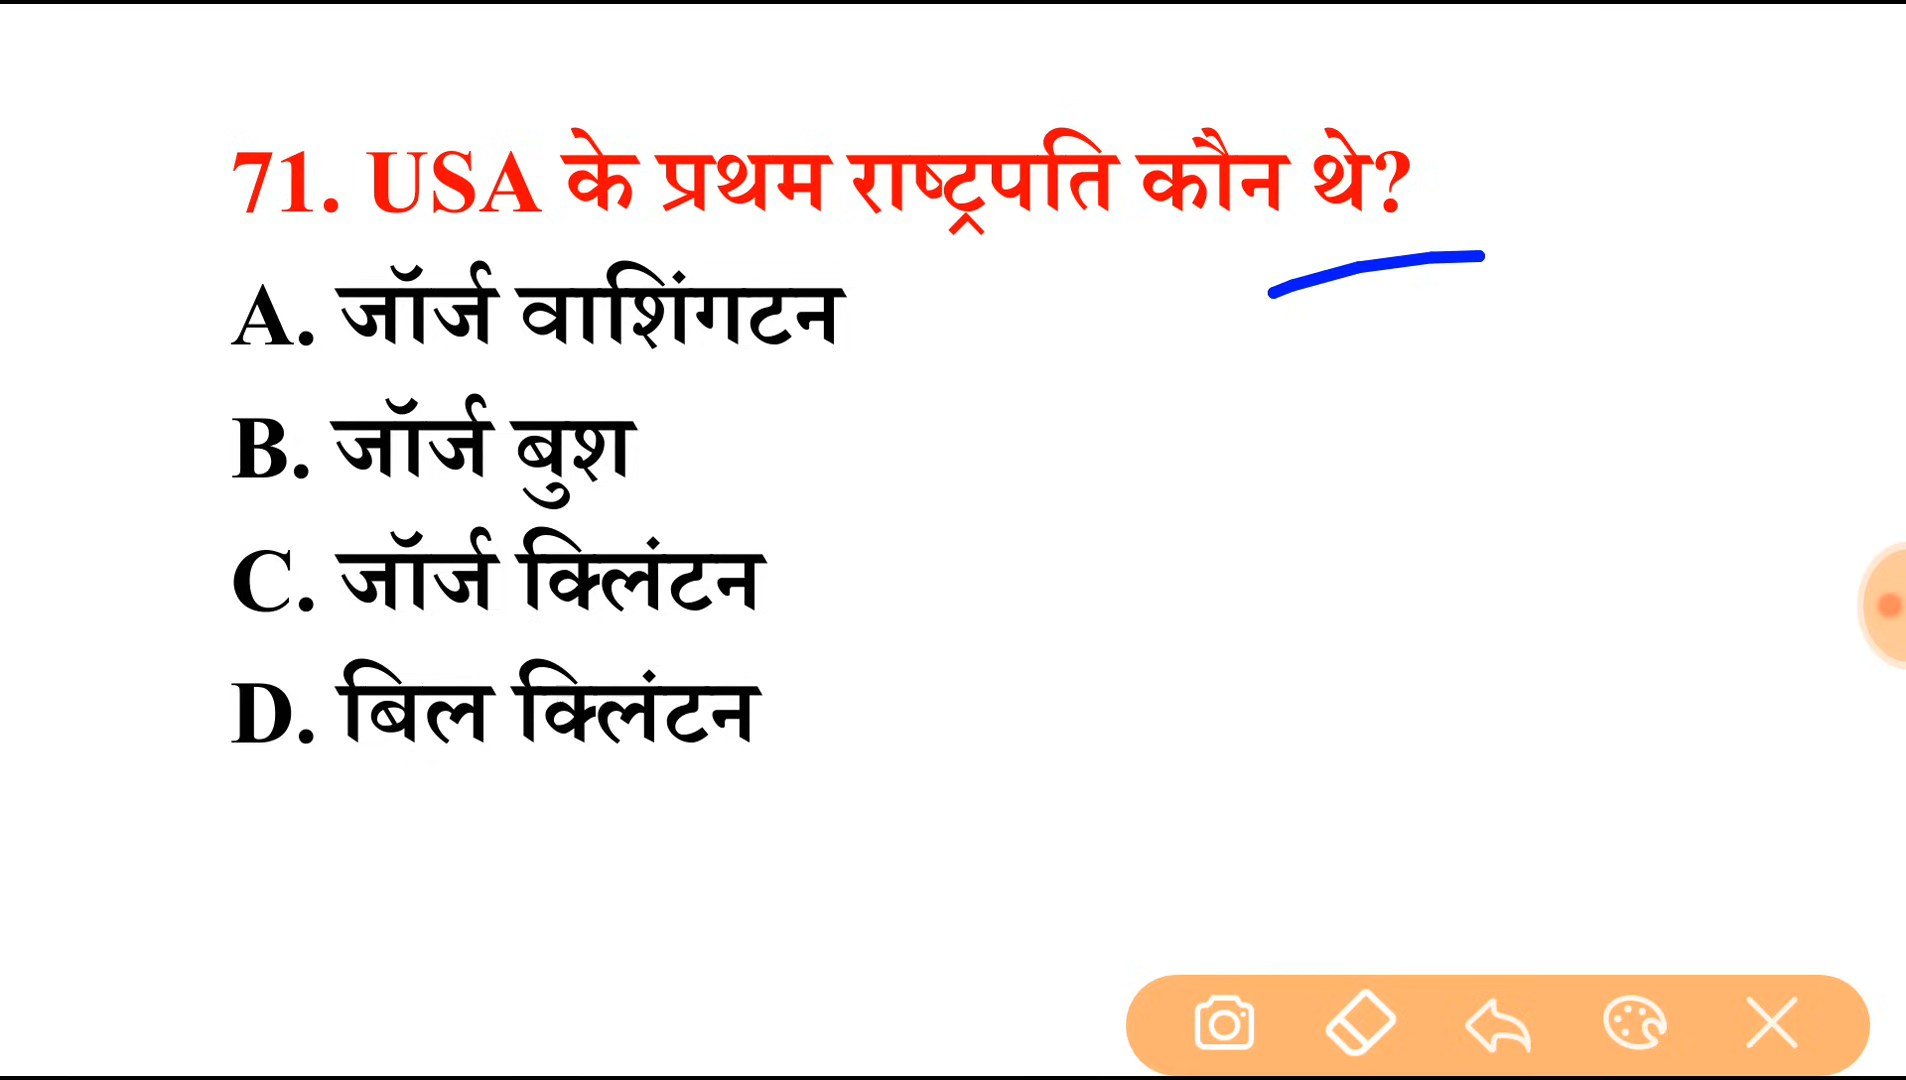 71. USA के प्रथम राष्ट्रपति कौन थे?
A. जॉर्ज वाशिंगटन
B. जॉर्ज बुश
C. जॉर्ज क्लिंटन
D. बिल क्लिंटन